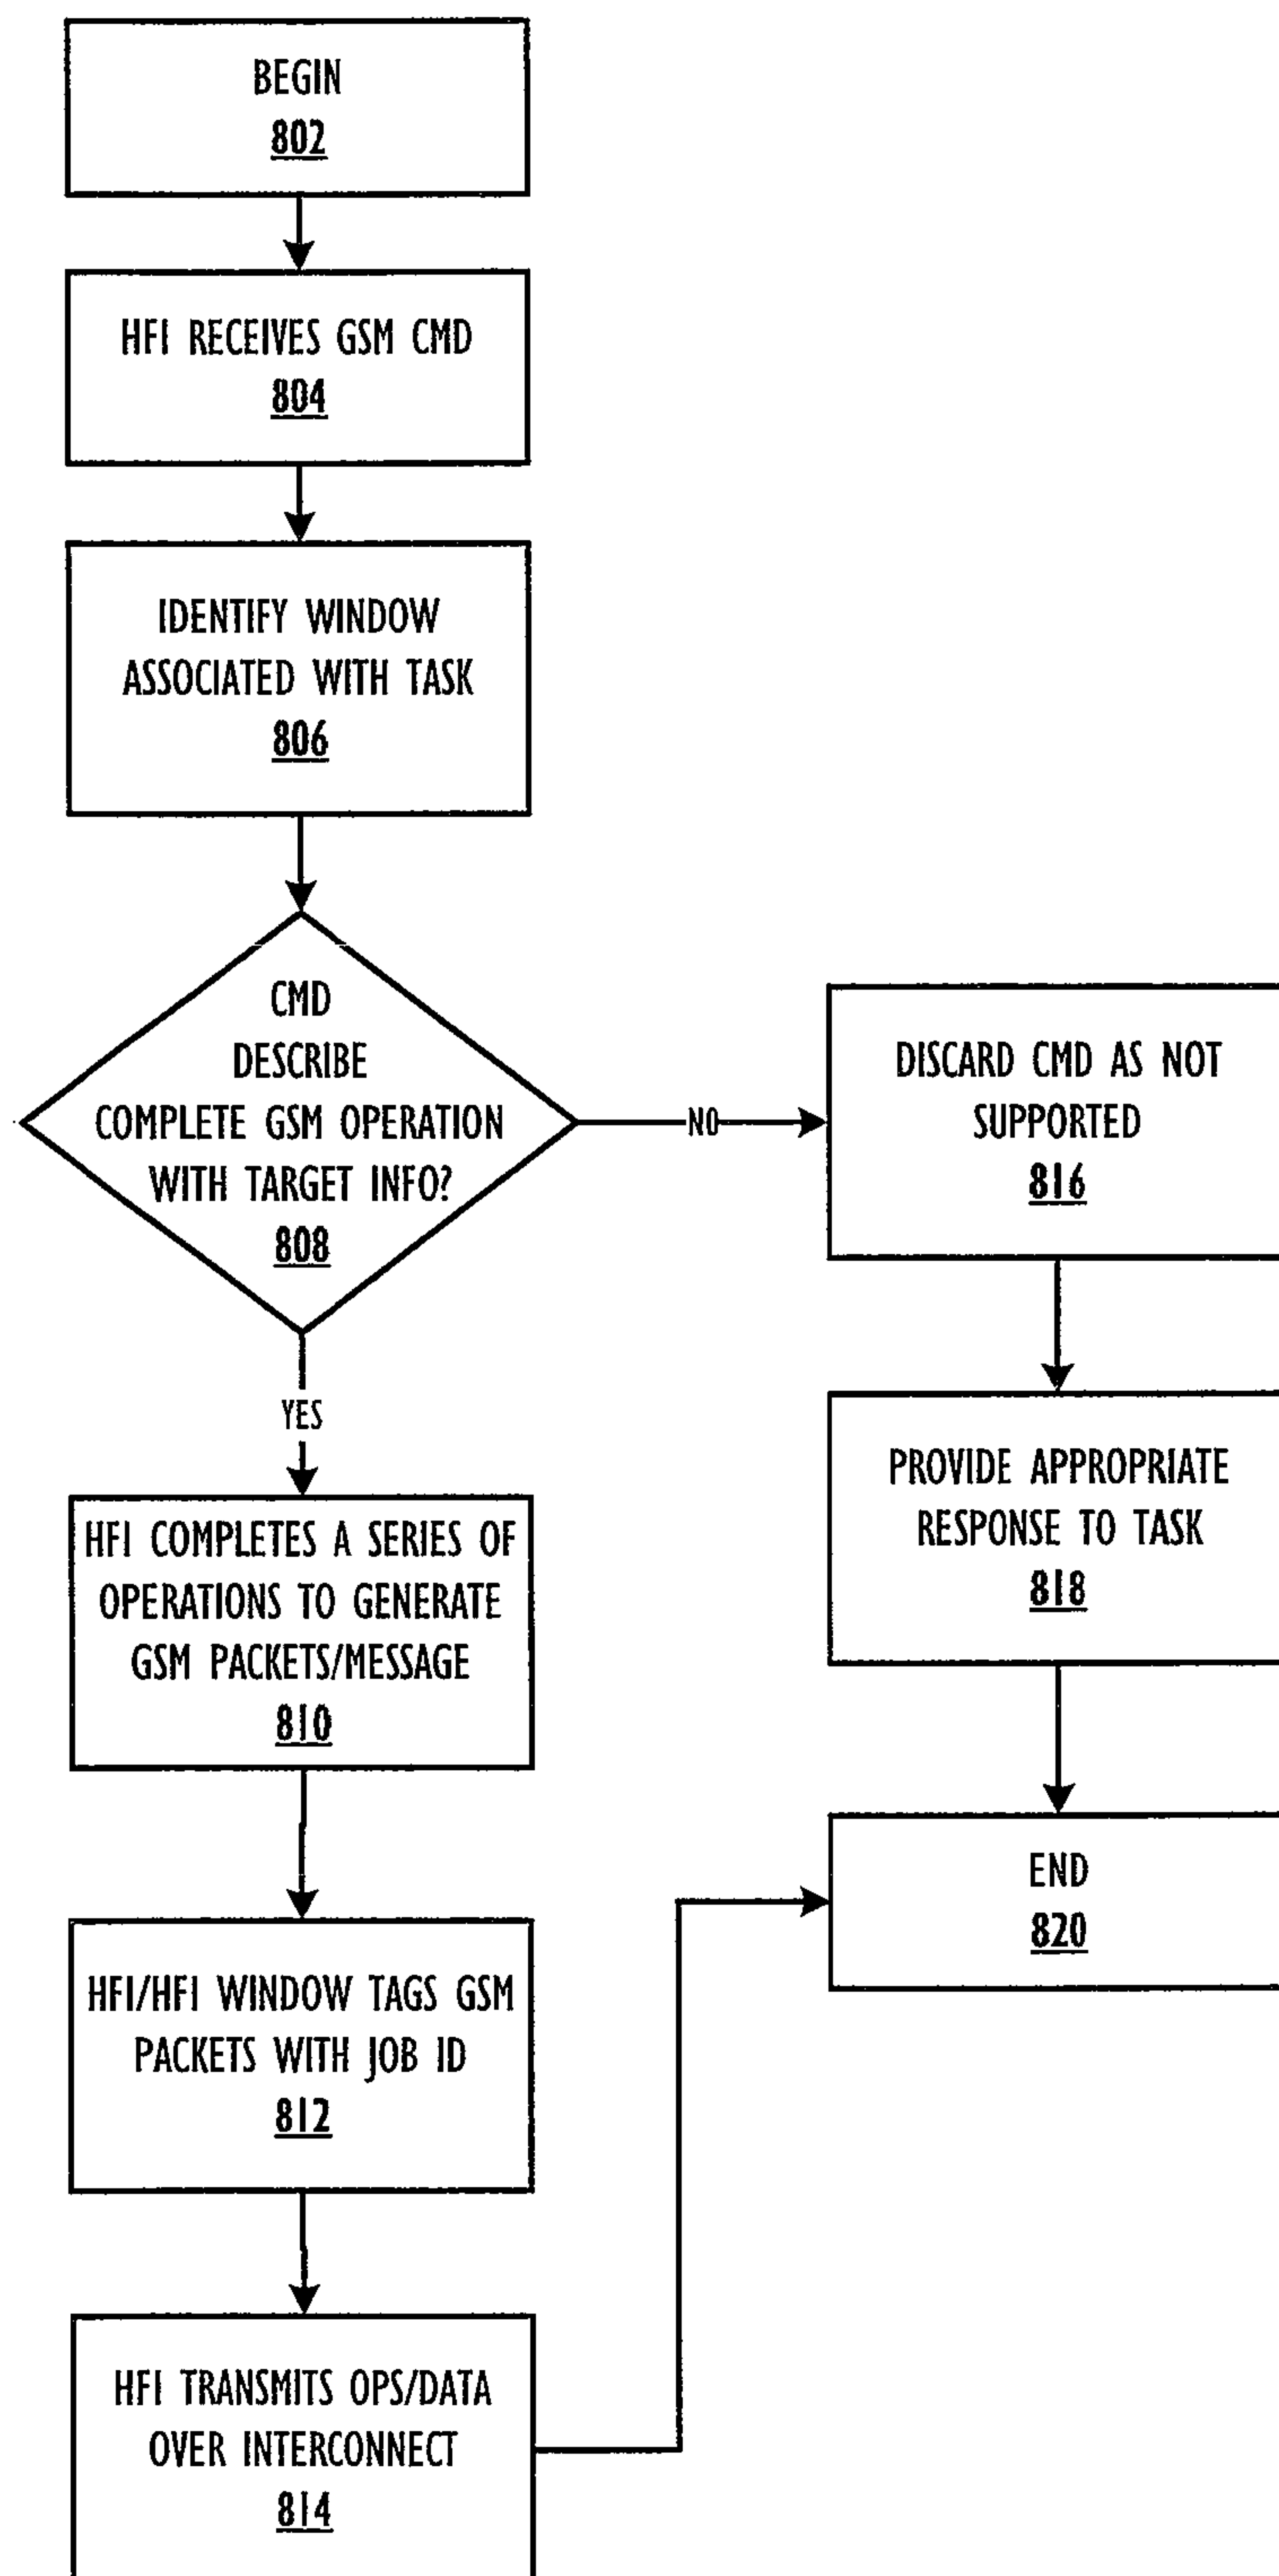 BEGIN
802
HFI RECEIVES GSM CMD
804
IDENTIFY WINDOW
ASSOCIATED WITH TASK
806
CMD
DESCRIBE
COMPLETE GSM OPERATION
WITH TARGET INFO?
808
NO
DISCARD CMD AS NOT
SUPPORTED
816
YES
PROVIDE APPROPRIATE
RESPONSE TO TASK
818
HFI COMPLETES A SERIES OF
OPERATIONS TO GENERATE
GSM PACKETS/MESSAGE
810
END
820
HFI/HFI WINDOW TAGS GSM
PACKETS WITH JOB ID
812
HFI TRANSMITS OPS/DATA
OVER INTERCONNECT
814